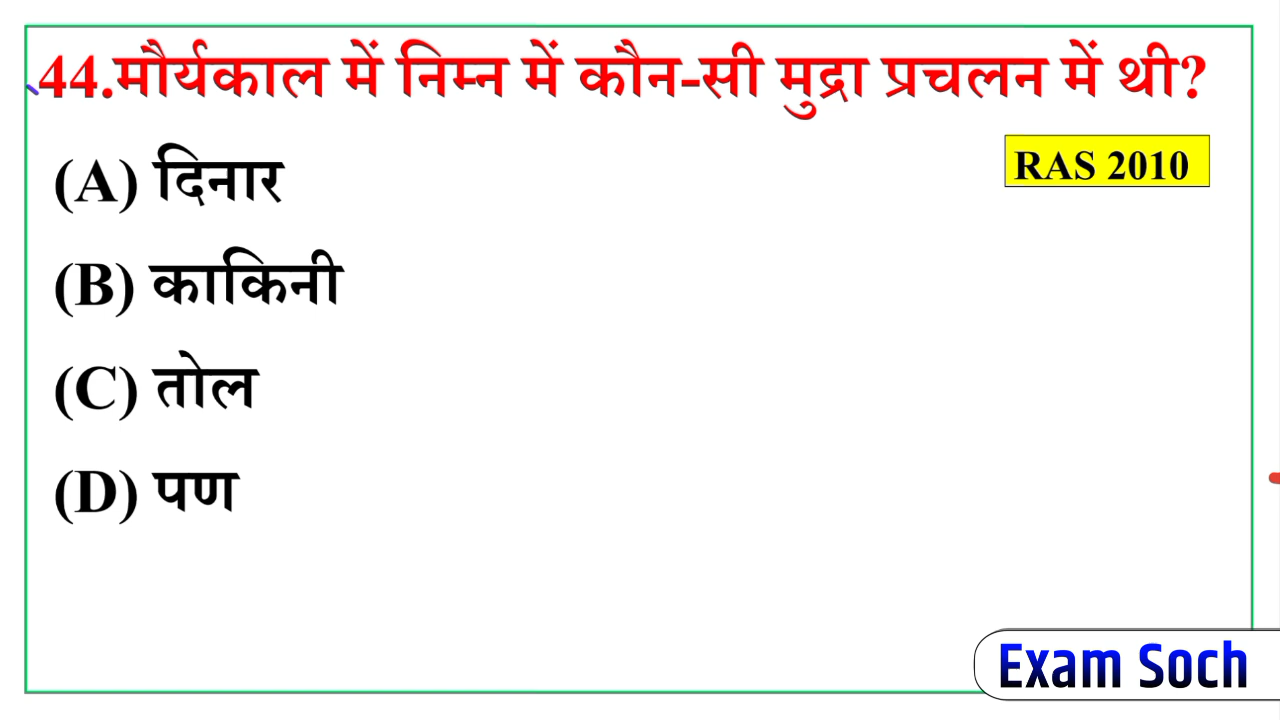 44.मौर्यकाल में निम्न में कौन-सी मुद्रा प्रचलन में थी?
RAS 2010
(A) दिनार
(B) काकिनी
(C) तोल
(D) पण
Exam Soch